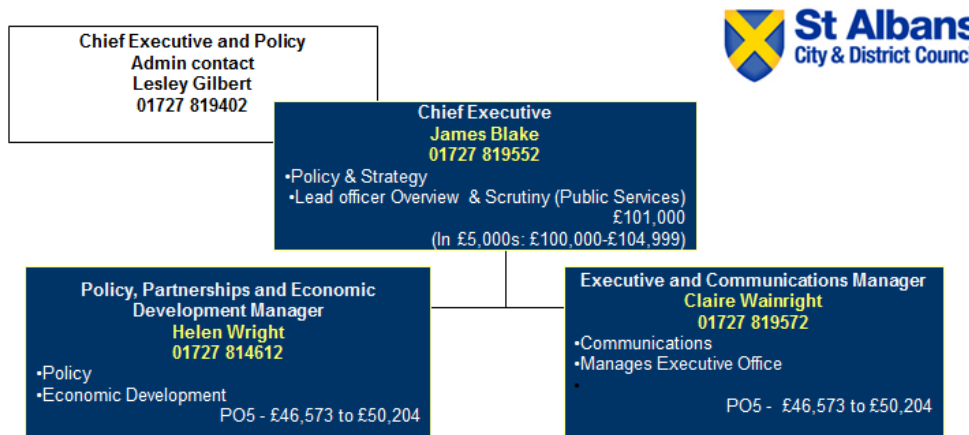 St Albans
City & District Council
Chief Executive and Policy
Admin contact
Lesley Gilbert
01727 819402
Chief Executive
James Blake
01727 819552
•Policy & Strategy
•Lead officer Overview & Scrutiny (Public Services)
£101,000
(In £5,000s: £100,000-£104,999)
Policy, Partnerships and Economic
Development Manager
Helen Wright
01727 814612
•Policy
•Economic Development
PO5 - £46,573 to £50,204
Executive and Communications Manager
Claire Wainright
01727 819572
•Communications
•Manages Executive Office
•
PO5 - £46,573 to £50,204